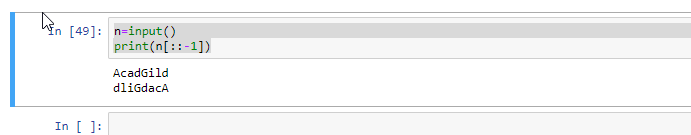 In [49]: n=input()
print(n[::-1])
AcadGild
dliGdacA
In [ ]: